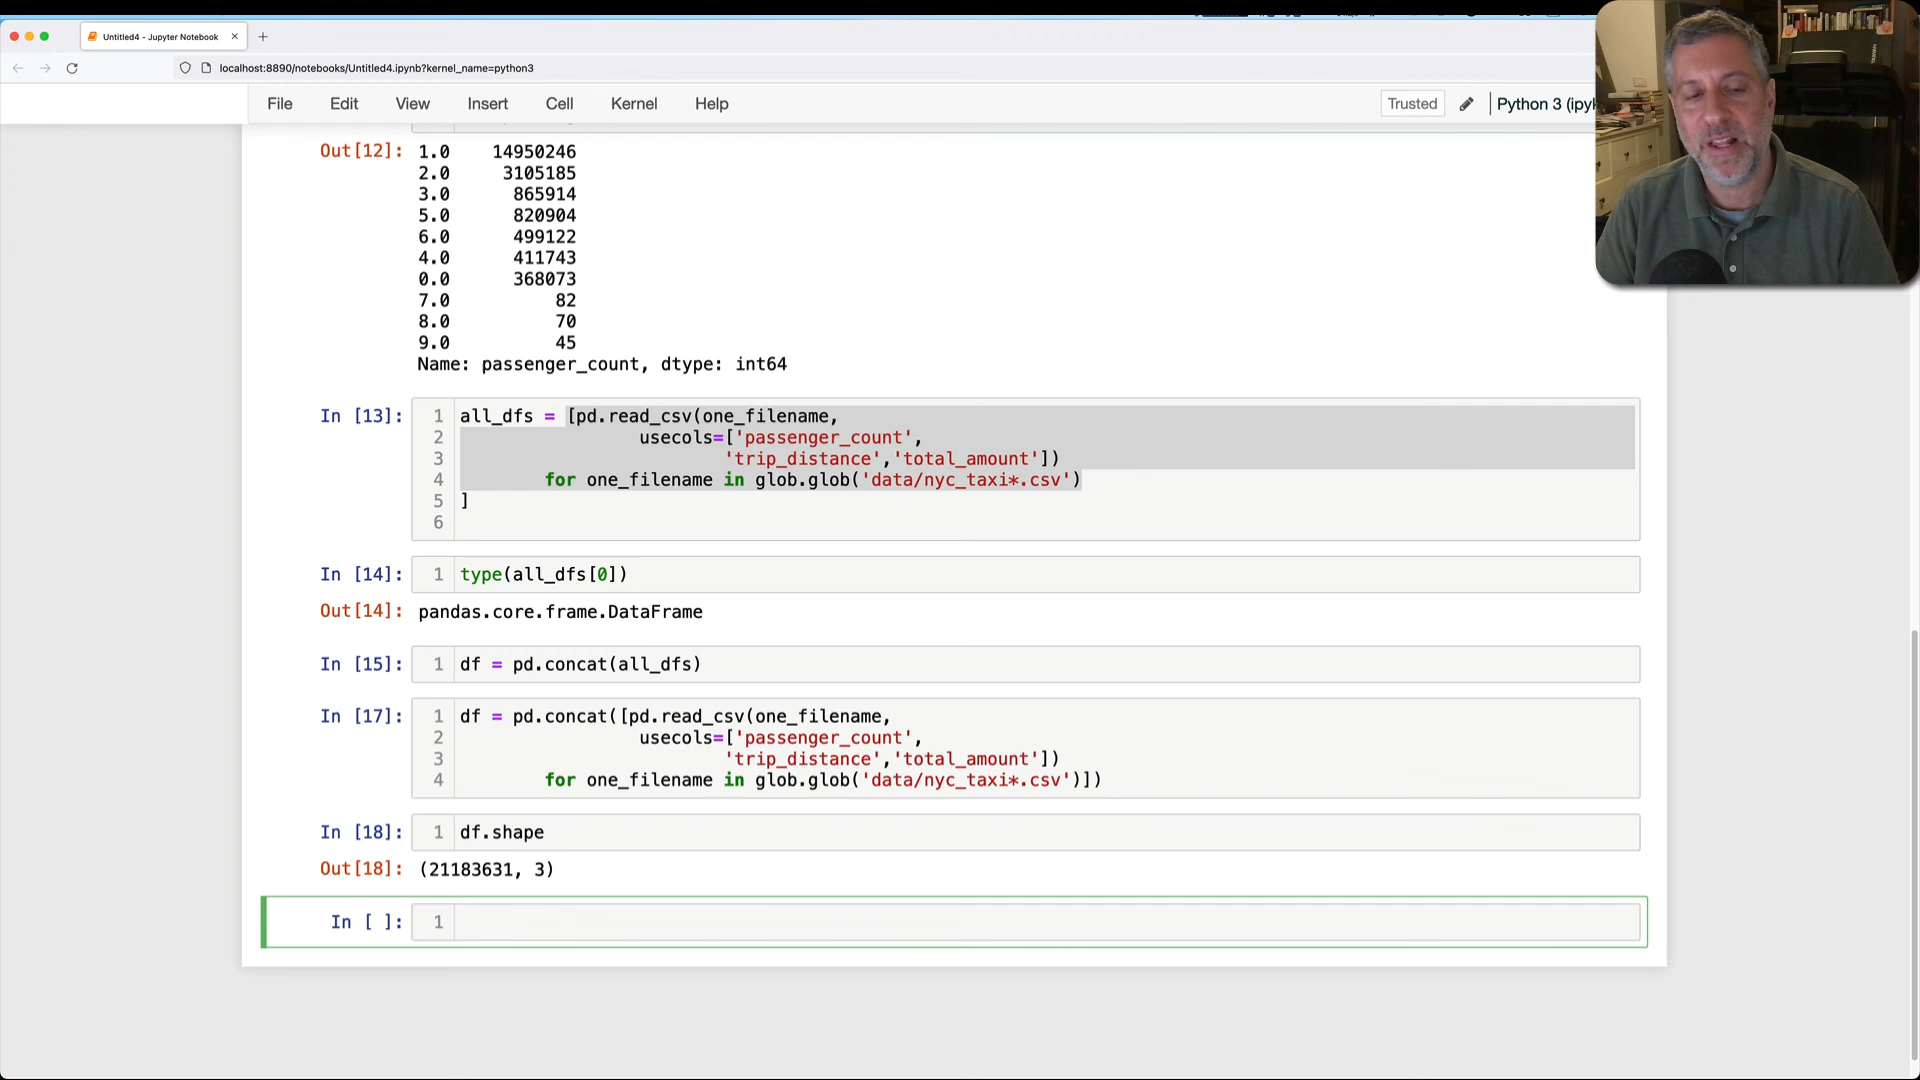 Untitled4 - Jupyter Notebook
localhost:8890/notebooks/Untitled4.ipynb?kernel_name=python3
File Edit View Insert Cell Kernel Help Trusted Python 3 (ipyk
Out[12]: 1.0 14950246
2.0 3105185
3.0 865914
5.0 820904
6.0 499122
4.0 411743
0.0 368073
7.0 82
8.0 70
9.0 45
Name: passenger_count, dtype: int64
In [13]: 1 all_dfs = [pd.read_csv(one_filename,
2 usecols=['passenger_count',
3 'trip_distance','total_amount'])
4 for one_filename in glob.glob('data/nyc_taxi*.csv')
5 ]
6
In [14]: 1 type(all_dfs[0])
Out[14]: pandas.core.frame.DataFrame
In [15]: 1 df = pd.concat(all_dfs)
In [17]: 1 df = pd.concat([pd.read_csv(one_filename,
2 usecols=['passenger_count',
3 'trip_distance','total_amount'])
4 for one_filename in glob.glob('data/nyc_taxi*.csv')])
In [18]: 1 df.shape
Out[18]: (21183631, 3)
In [ ]: 1